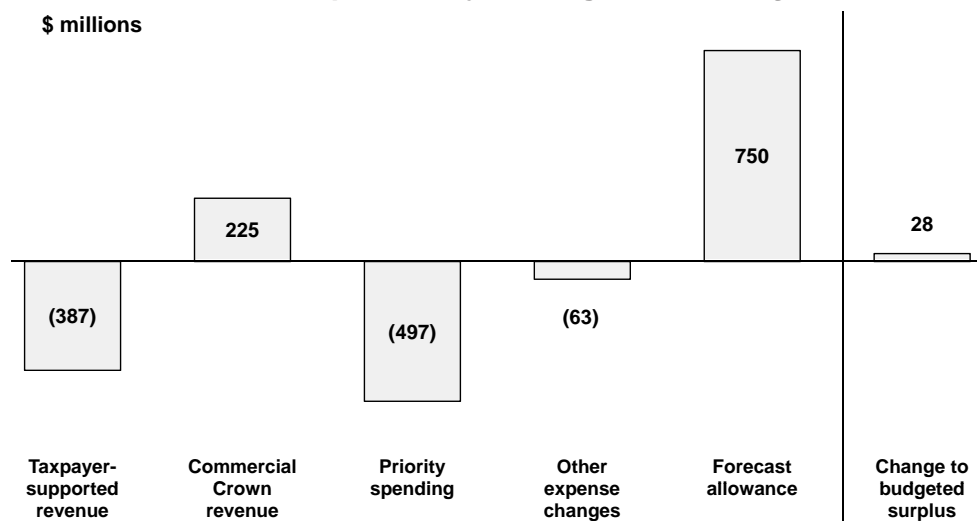 $ millions
750
225
28
(387)
(497)
(63)
Taxpayer-
supported
revenue
Commercial
Crown
revenue
Priority
spending
Other
expense
changes
Forecast
allowance
Change to
budgeted
surplus